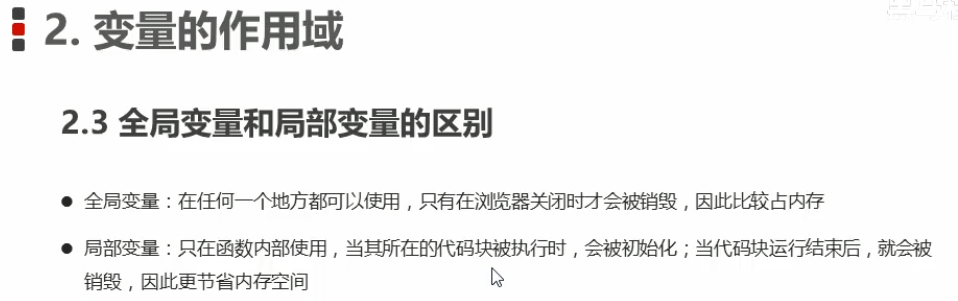 2. 变量的作用域
2.3 全局变量和局部变量的区别
● 全局变量：在任何一个地方都可以使用，只有在浏览器关闭时才会被销毁，因此比较占内存
● 局部变量：只在函数内部使用，当其所在的代码块被执行时，会被初始化；当代码块运行结束后，就会被
销毁，因此更节省内存空间